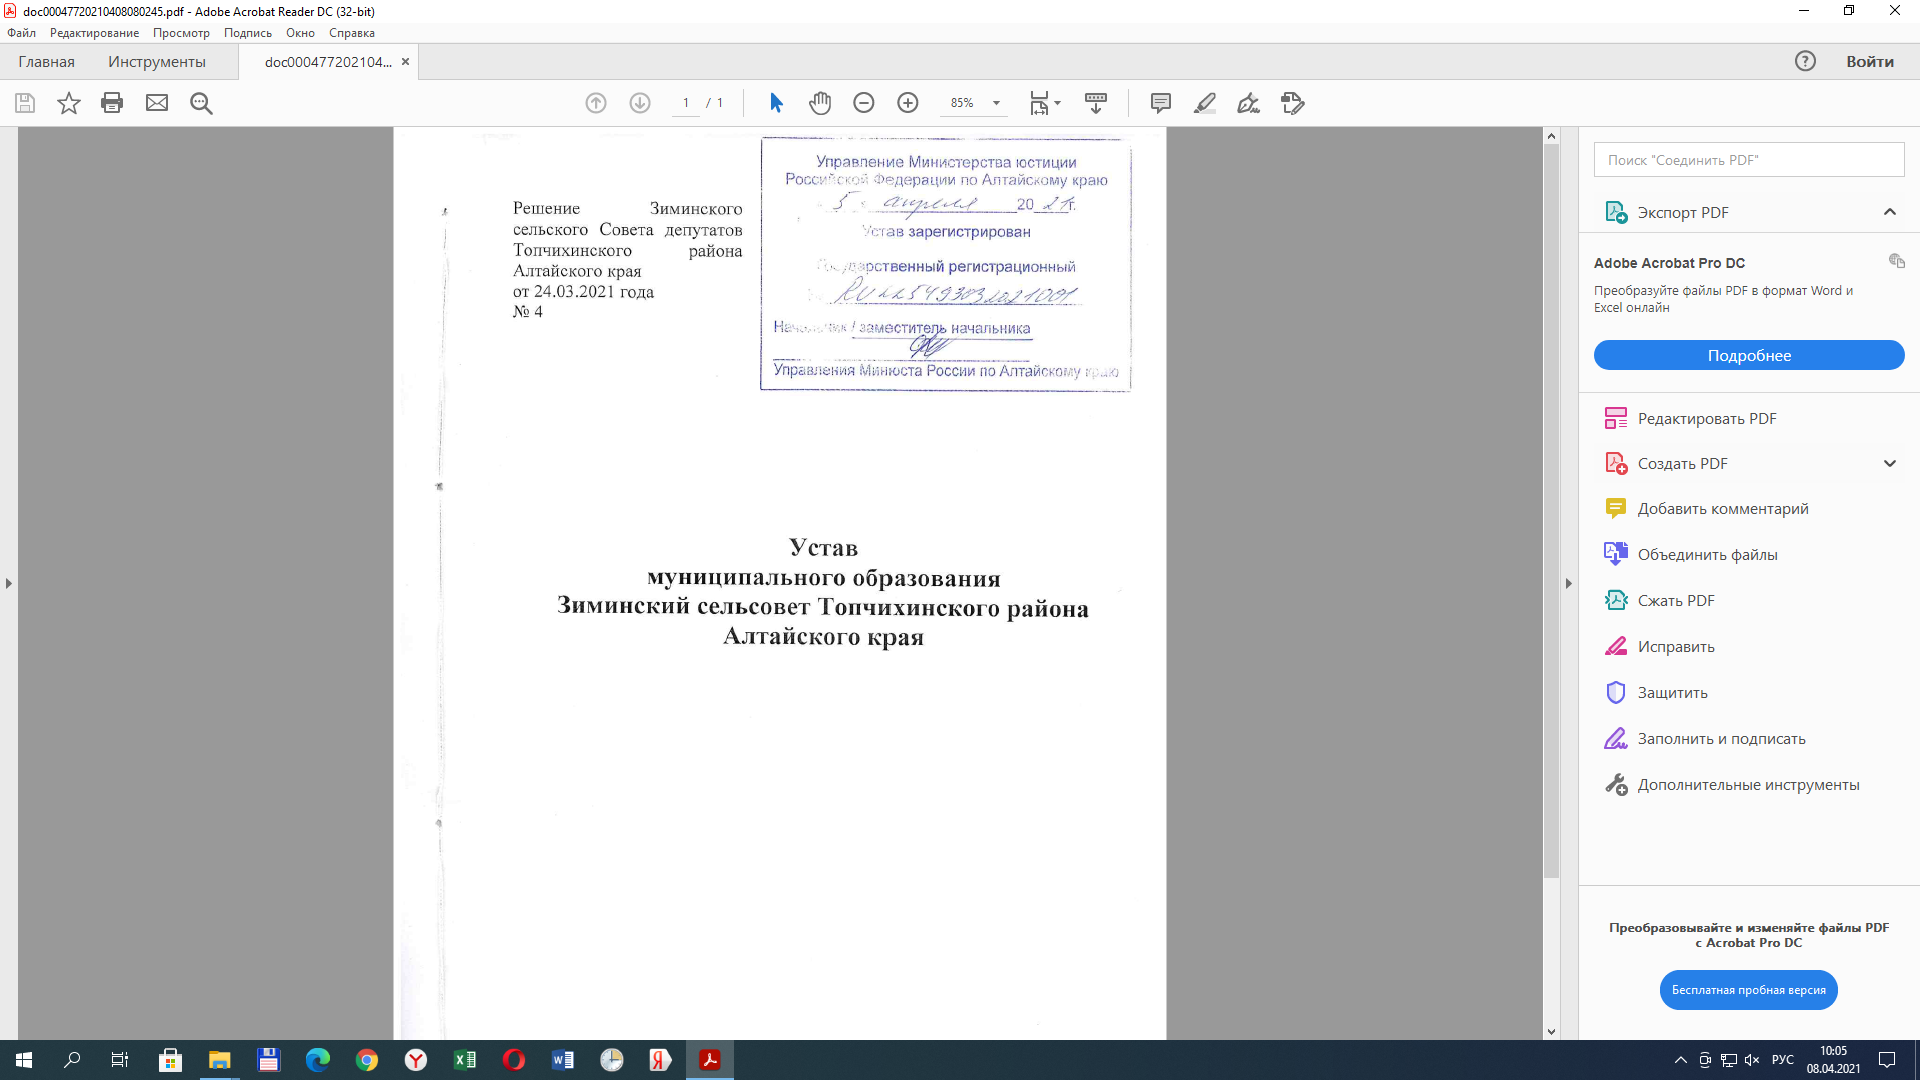 doc00047720210408080245.pdf - Adobe Acrobat Reader DC (32-bit)
Файл Редактирование Просмотр Подпись Окно Справка
Главная Инструменты doc000477202104... × Войти
1 / 1 85%
Решение Зиминского
сельского Совета депутатов
Топчихинского района
Алтайского края
от 24.03.2021 года
№ 4
Управление Министерства юстиции
Российской Федерации по Алтайскому краю
5 апреля 2021г.
Устав зарегистрирован
Государственный регистрационный
RU225493032021001
Начальник / заместитель начальника
Управления Минюста России по Алтайскому краю
Устав
муниципального образования
Зиминский сельсовет Топчихинского района
Алтайского края
Поиск "Соединить PDF"
Экспорт PDF
Adobe Acrobat Pro DC
Преобразуйте файлы PDF в формат Word и
Excel онлайн
Подробнее
Редактировать PDF
Создать PDF
Добавить комментарий
Объединить файлы
Сжать PDF
Исправить
Защитить
Заполнить и подписать
Дополнительные инструменты
Преобразовывайте и изменяйте файлы PDF
с Acrobat Pro DC
Бесплатная пробная версия
РУС
10:05
08.04.2021